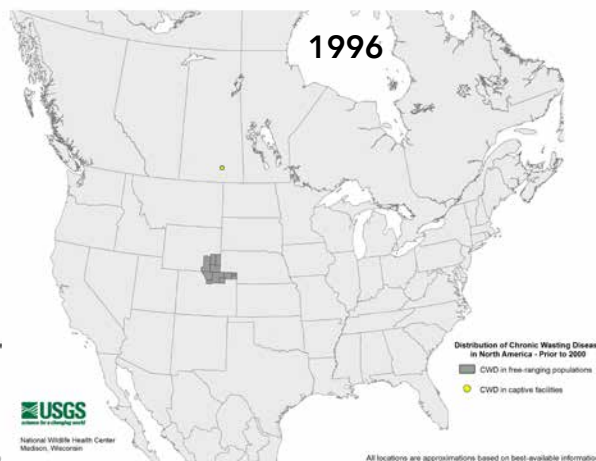 1996
Distribution of Chronic Wasting Disease
in North America - Prior to 2000
CWD in free-ranging populations
CWD in captive facilities
USGS
science for a changing world
National Wildlife Health Center
Madison, Wisconsin
All locations are approximations based on best-available information